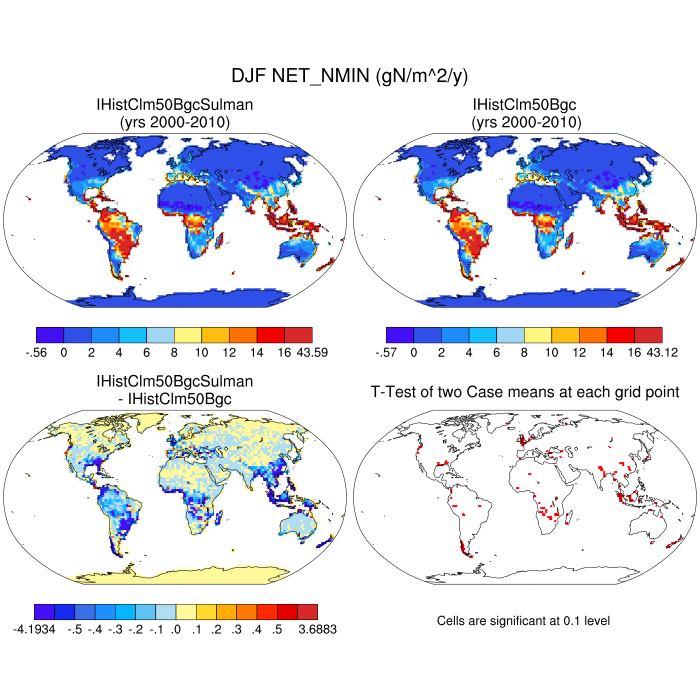 DJF NET_NMIN (gN/m^2/y)
IHistClm50BgcSulman
(yrs 2000-2010)
IHistClm50Bgc
(yrs 2000-2010)
-.56 0 2 4 6 8 10 12 14 16 43.59
-.57 0 2 4 6 8 10 12 14 16 43.12
IHistClm50BgcSulman
- IHistClm50Bgc
T-Test of two Case means at each grid point
-4.1934 -.5 -.4 -.3 -.2 -.1 .0 .1 .2 .3 .4 .5 3.6883
Cells are significant at 0.1 level